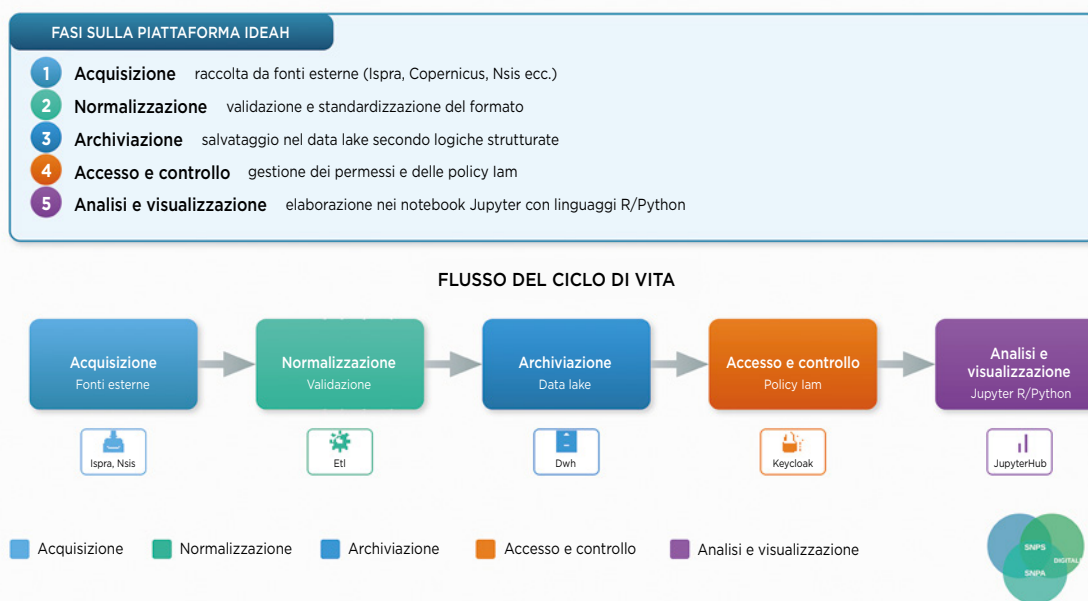 FASI SULLA PIATTAFORMA IDEAH
1 Acquisizione raccolta da fonti esterne (Ispra, Copernicus, Nsis ecc.)
2 Normalizzazione validazione e standardizzazione del formato
3 Archiviazione salvataggio nel data lake secondo logiche strutturate
4 Accesso e controllo gestione dei permessi e delle policy Iam
5 Analisi e visualizzazione elaborazione nei notebook Jupyter con linguaggi R/Python
FLUSSO DEL CICLO DI VITA
Acquisizione
Fonti esterne
Normalizzazione
Validazione
Archiviazione
Data lake
Accesso e controllo
Policy Iam
Analisi e
visualizzazione
Jupyter R/Python
Ispra, Nsis
Etl
Dwh
Keycloak
JupyterHub
Acquisizione
Normalizzazione
Archiviazione
Accesso e controllo
Analisi e visualizzazione
SNPS
DIGITAL
SNPA